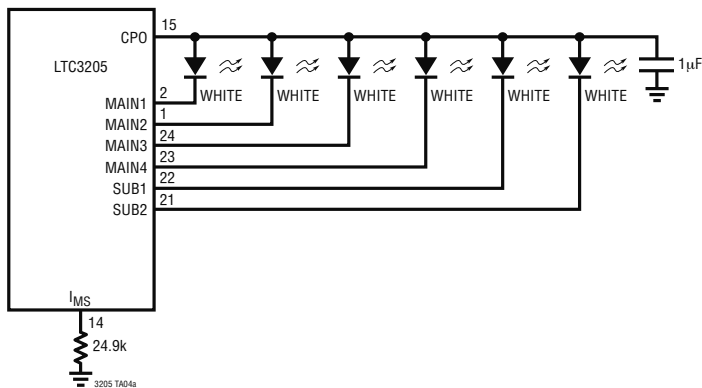 15
CPO
LTC3205
1µF
2
MAIN1
WHITE WHITE WHITE WHITE WHITE WHITE
1
MAIN2
24
MAIN3
23
MAIN4
22
SUB1
21
SUB2
IMS
14
24.9k
3205 TA04a